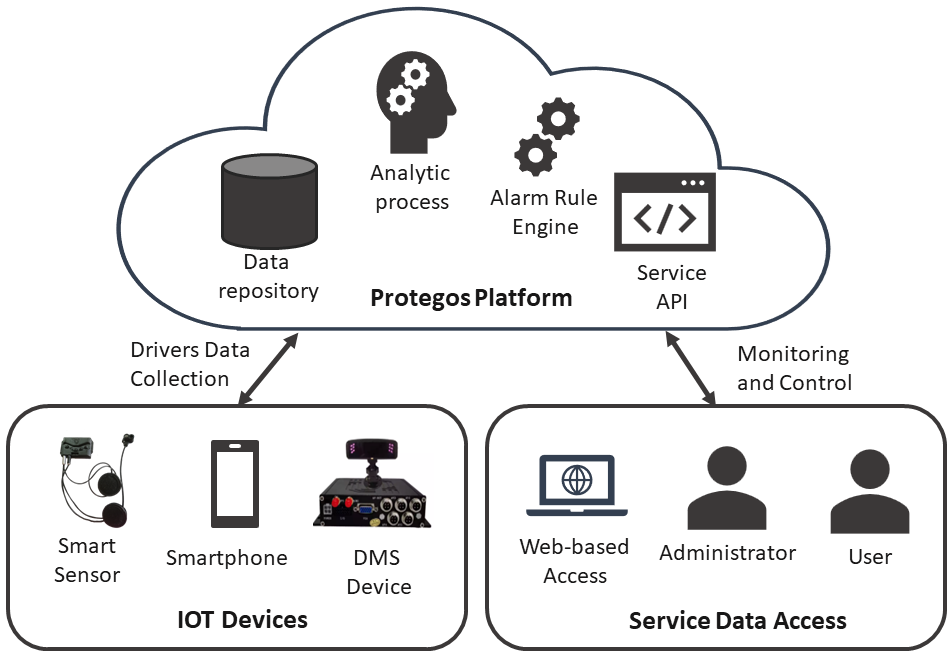 Analytic
process
Alarm Rule
Engine
Data
repository
Service
API
Protegos Platform
Drivers Data
Collection
Monitoring
and Control
Smart
Sensor
Smartphone
DMS
Device
IOT Devices
Web-based
Access
Administrator
User
Service Data Access